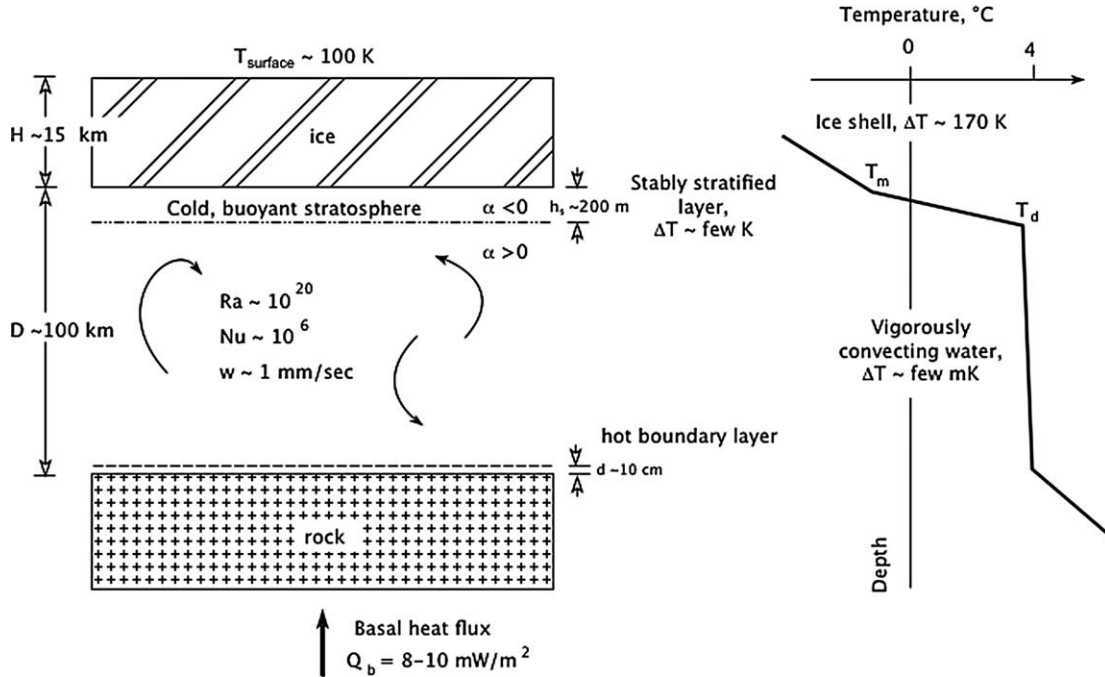 T_surface ~ 100 K
H ~15 km
ice
Cold, buoyant stratosphere
α <0
h_s ~200 m
α >0
Ra ~ 10^20
Nu ~ 10^6
w ~ 1 mm/sec
D ~100 km
hot boundary layer
d ~10 cm
rock
Basal heat flux
Q_b = 8-10 mW/m^2
Temperature, °C
0
4
Ice shell, ΔT ~ 170 K
T_m
Stably stratified
layer,
ΔT ~ few K
T_d
Vigorously
convecting water,
ΔT ~ few mK
Depth